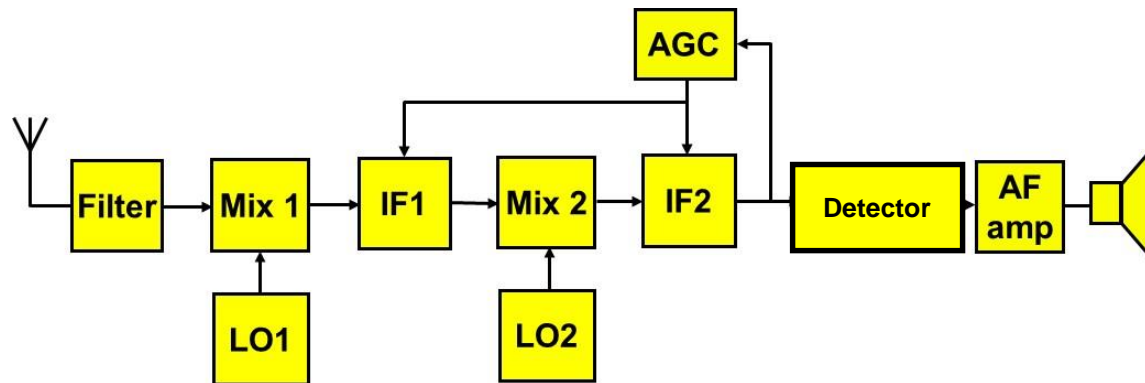 AGC
Filter
Mix 1
IF1
Mix 2
IF2
Detector
AF
amp
LO1
LO2